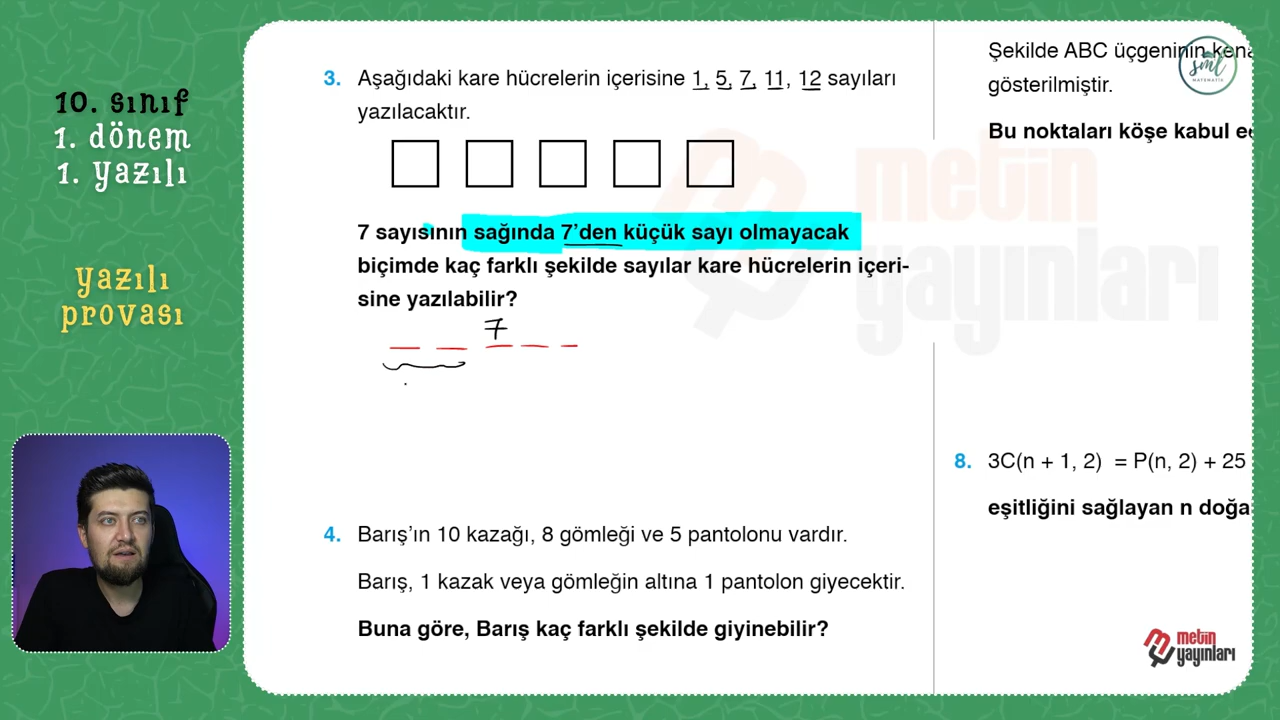 10. sınıf
1. dönem
1. yazılı
yazılı
provası
3. Aşağıdaki kare hücrelerin içerisine 1, 5, 7, 11, 12 sayıları
yazılacaktır.
7 sayısının sağında 7'den küçük sayı olmayacak
biçimde kaç farklı şekilde sayılar kare hücrelerin içeri-
sine yazılabilir?
7
4. Barış'ın 10 kazağı, 8 gömleği ve 5 pantolonu vardır.
Barış, 1 kazak veya gömleğin altına 1 pantolon giyecektir.
Buna göre, Barış kaç farklı şekilde giyinebilir?
Şekilde ABC üçgeninin kena
gösterilmiştir.
Bu noktaları köşe kabul e
8. 3C(n + 1, 2) = P(n, 2) + 25
eşitliğini sağlayan n doğa
sml
MATEMATİK
metin
yayınları
metin
yayınları